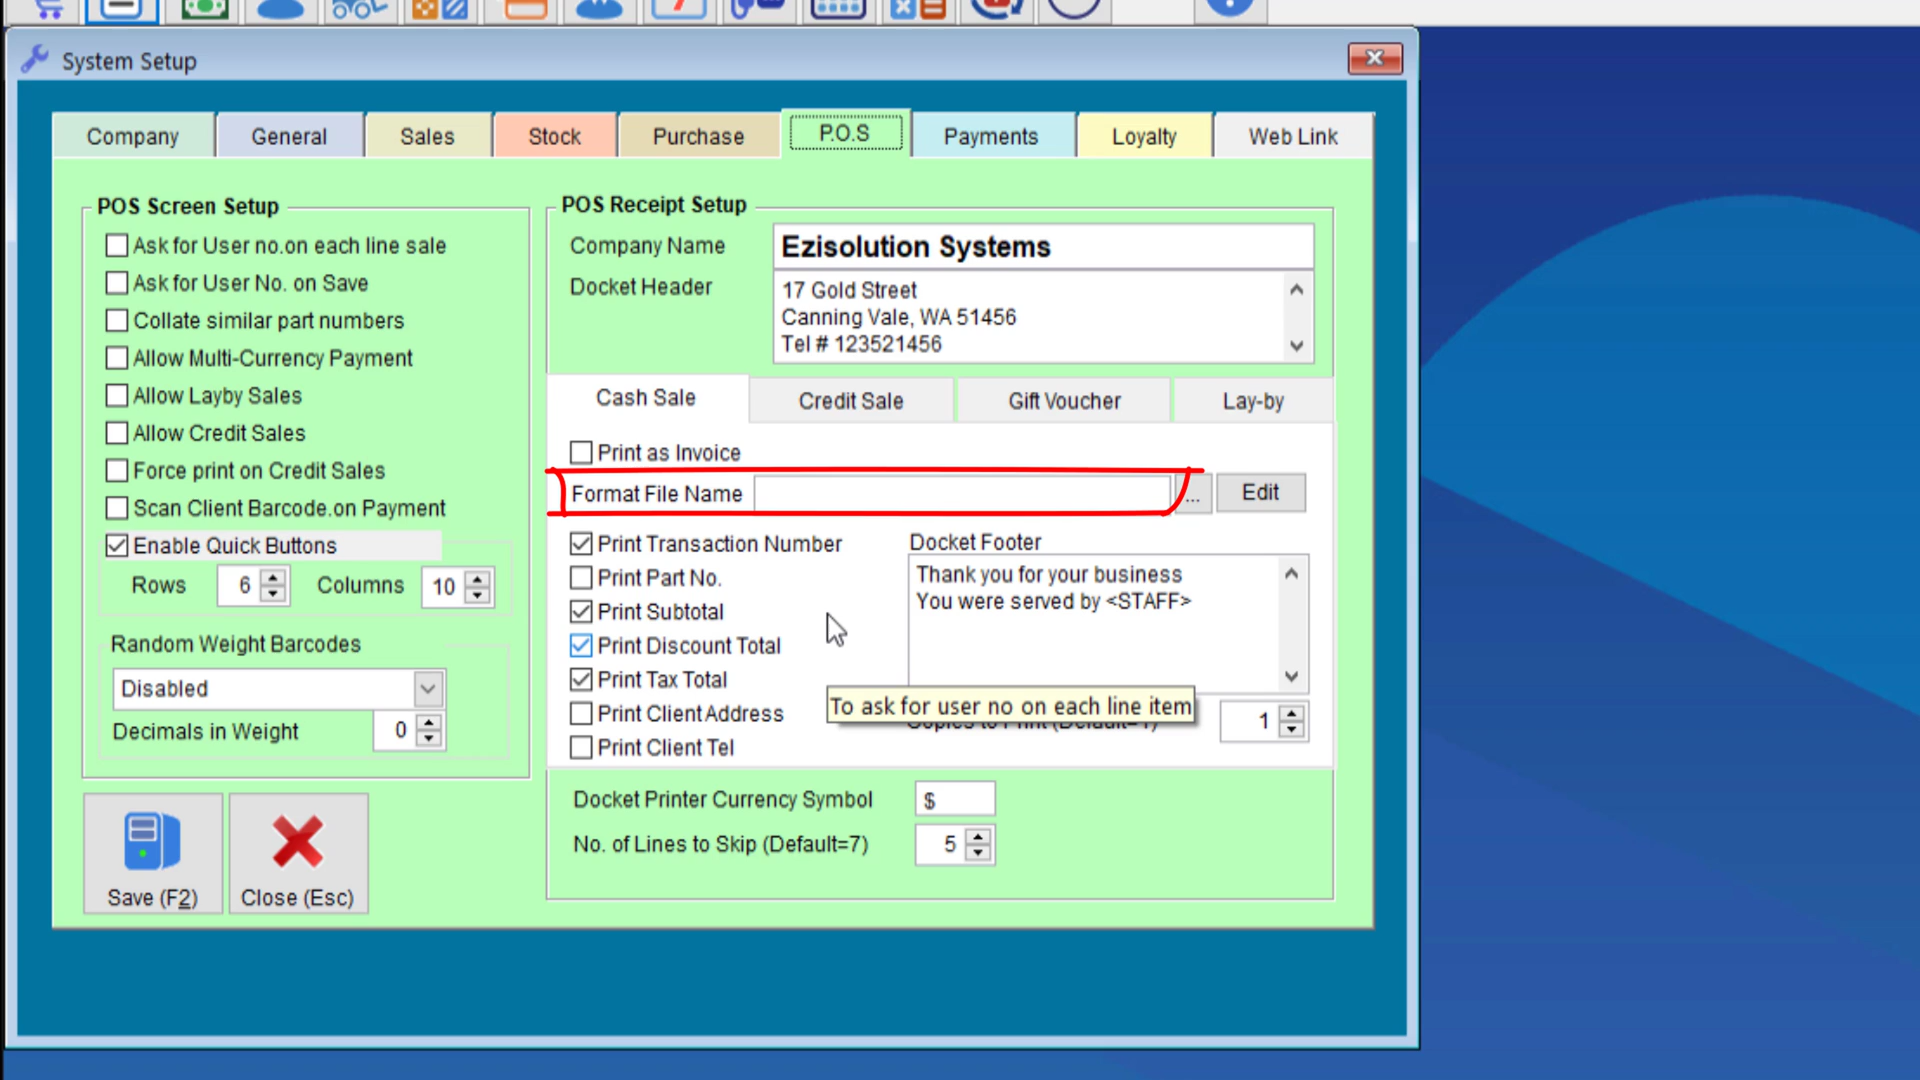 System Setup
Company
General
Sales
Stock
Purchase
P.O.S
Payments
Loyalty
Web Link
POS Screen Setup
Ask for User no.on each line sale
Ask for User No. on Save
Collate similar part numbers
Allow Multi-Currency Payment
Allow Layby Sales
Allow Credit Sales
Force print on Credit Sales
Scan Client Barcode.on Payment
Enable Quick Buttons
Rows 6 Columns 10
Random Weight Barcodes
Disabled
Decimals in Weight 0
Save (F2)
Close (Esc)
POS Receipt Setup
Company Name Ezisolution Systems
Docket Header
17 Gold Street
Canning Vale, WA 51456
Tel # 123521456
Cash Sale
Credit Sale
Gift Voucher
Lay-by
Print as Invoice
Format File Name ... Edit
Print Transaction Number
Print Part No.
Print Subtotal
Print Discount Total
Print Tax Total
Print Client Address
Print Client Tel
Docket Footer
Thank you for your business
You were served by <STAFF>
To ask for user no on each line item
Copies to Print (Default=1) 1
Docket Printer Currency Symbol $
No. of Lines to Skip (Default=7) 5